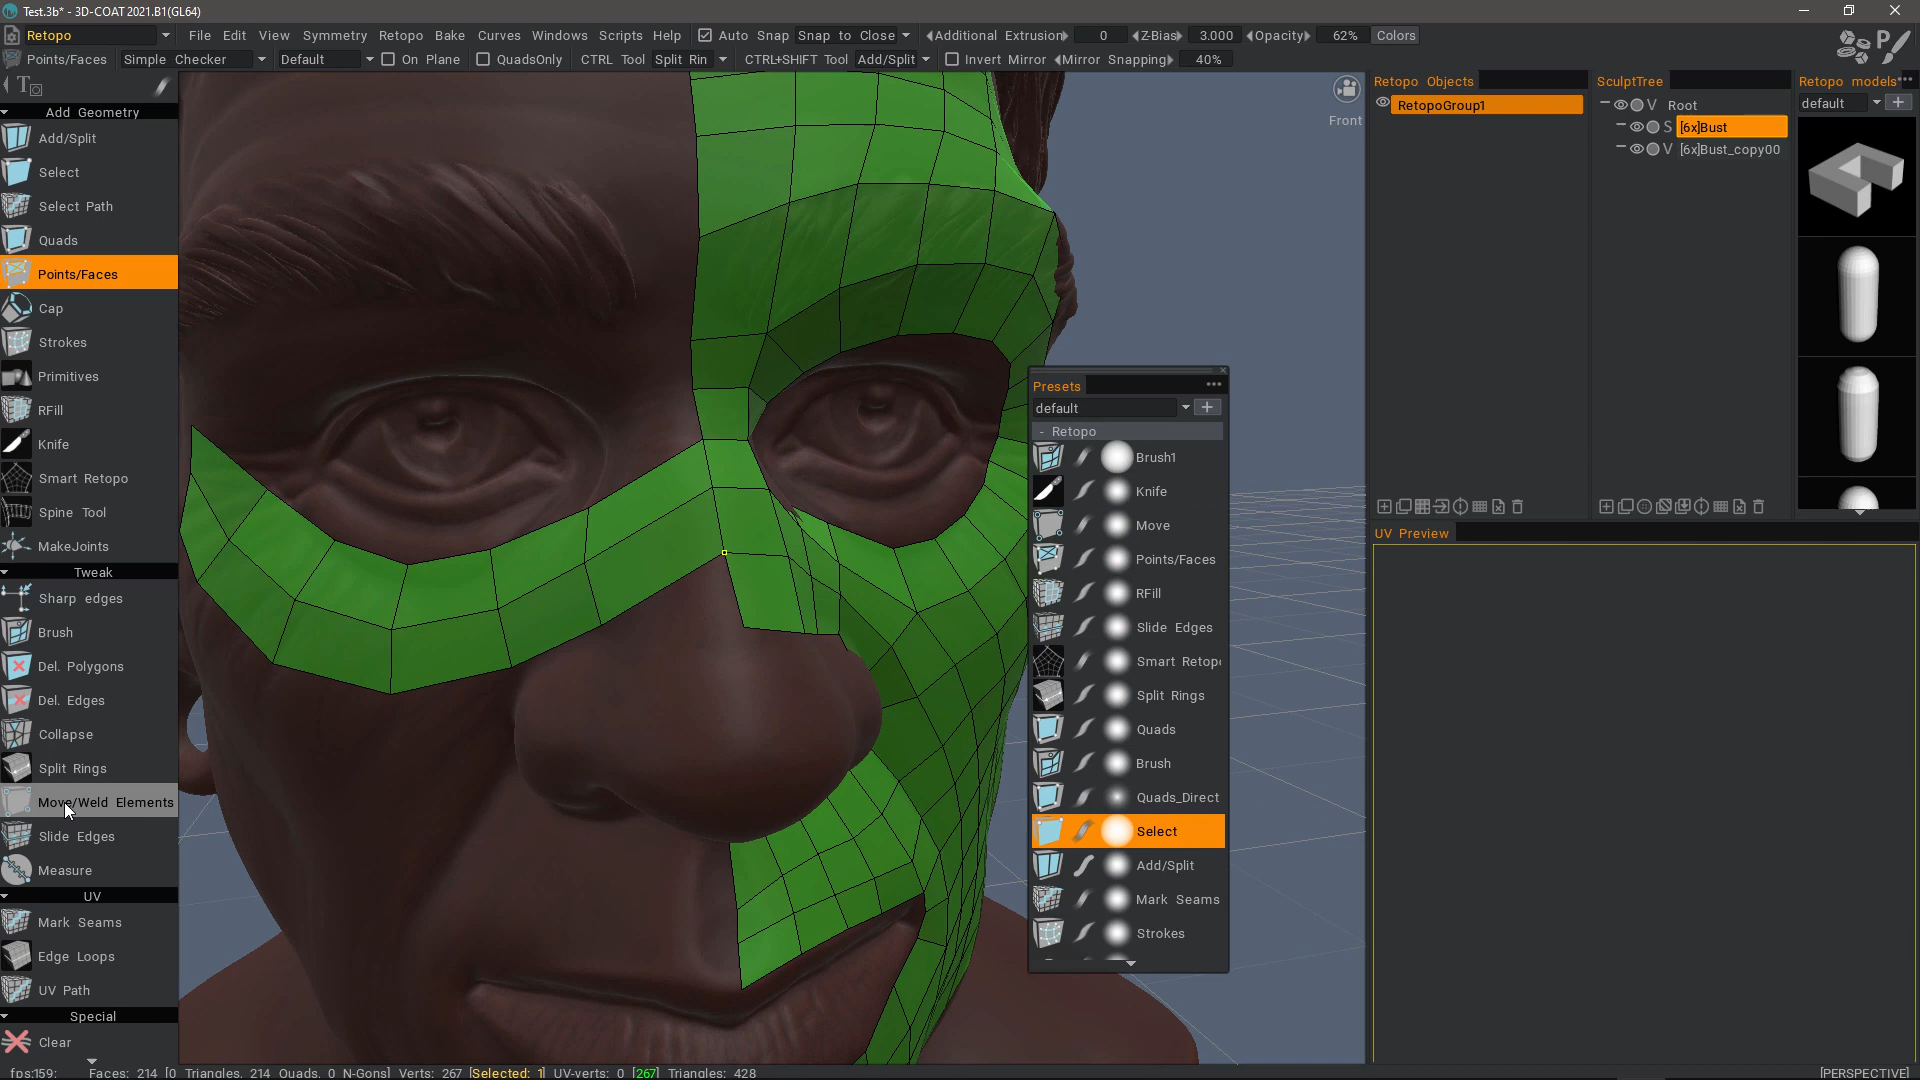 Test.3b* - 3D-COAT 2021.B1(GL64)
Retopo File Edit View Symmetry Retopo Bake Curves Windows Scripts Help Auto Snap Snap to Close Additional Extrusion 0 Z-Bias 3.000 Opacity 62% Colors
Points/Faces Simple Checker Default On Plane QuadsOnly CTRL Tool Split Rin CTRL+SHIFT Tool Add/Split Invert Mirror Mirror Snapping 40%
Add Geometry
Add/Split
Select
Select Path
Quads
Points/Faces
Cap
Strokes
Primitives
RFill
Knife
Smart Retopo
Spine Tool
MakeJoints
Tweak
Sharp edges
Brush
Del. Polygons
Del. Edges
Collapse
Split Rings
Move/Weld Elements
Slide Edges
Measure
UV
Mark Seams
Edge Loops
UV Path
Special
Clear
Front
Presets
default
- Retopo
Brush1
Knife
Move
Points/Faces
RFill
Slide Edges
Smart Retop
Split Rings
Quads
Brush
Quads_Direct
Select
Add/Split
Mark Seams
Strokes
Retopo Objects
RetopoGroup1
SculptTree
V Root
S [6x]Bust
V [6x]Bust_copy00
Retopo models
default
UV Preview
fps:159; Faces: 214 [0 Triangles, 214 Quads, 0 N-Gons] Verts: 267 [Selected: 1] UV-verts: 0 [267] Triangles: 428
[PERSPECTIVE]